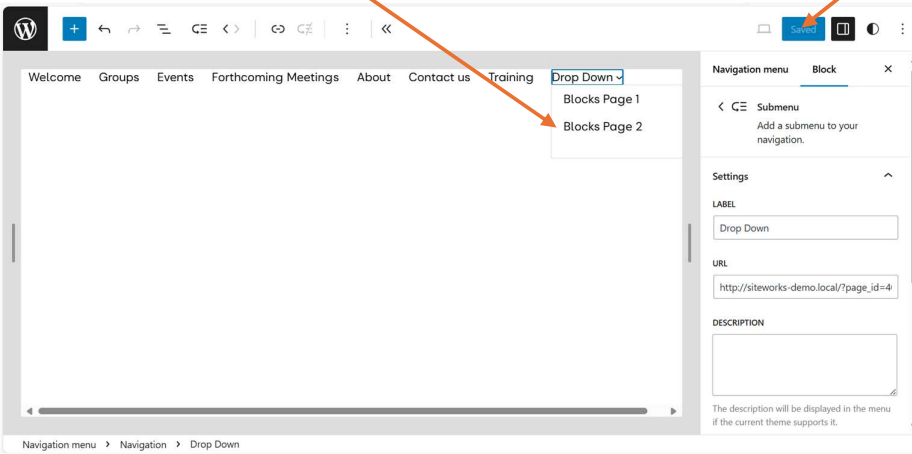 Saved
Welcome Groups Events Forthcoming Meetings About Contact us Training Drop Down
Blocks Page 1
Blocks Page 2
Navigation menu Block
Submenu
Add a submenu to your
navigation.
Settings
LABEL
Drop Down
URL
http://siteworks-demo.local/?page_id=4
DESCRIPTION
The description will be displayed in the menu
if the current theme supports it.
Navigation menu > Navigation > Drop Down